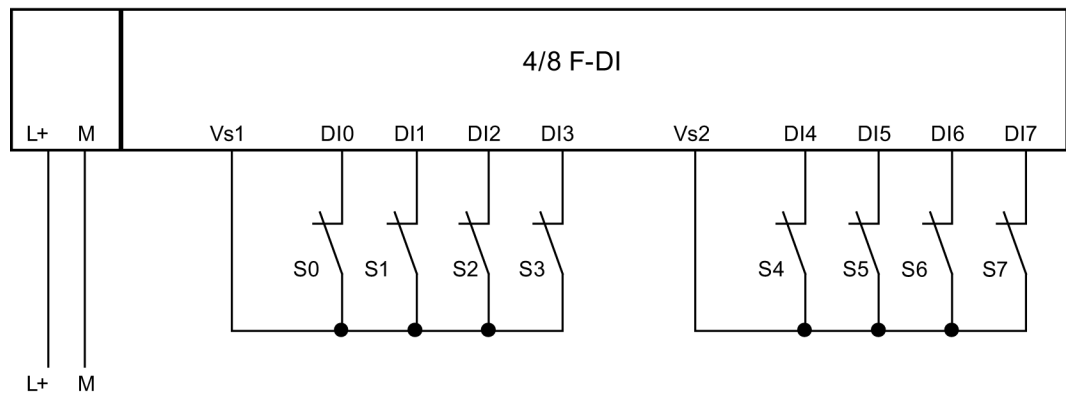 4/8 F-DI
L+ M Vs1 DI0 DI1 DI2 DI3 Vs2 DI4 DI5 DI6 DI7
S0 S1 S2 S3 S4 S5 S6 S7
L+ M